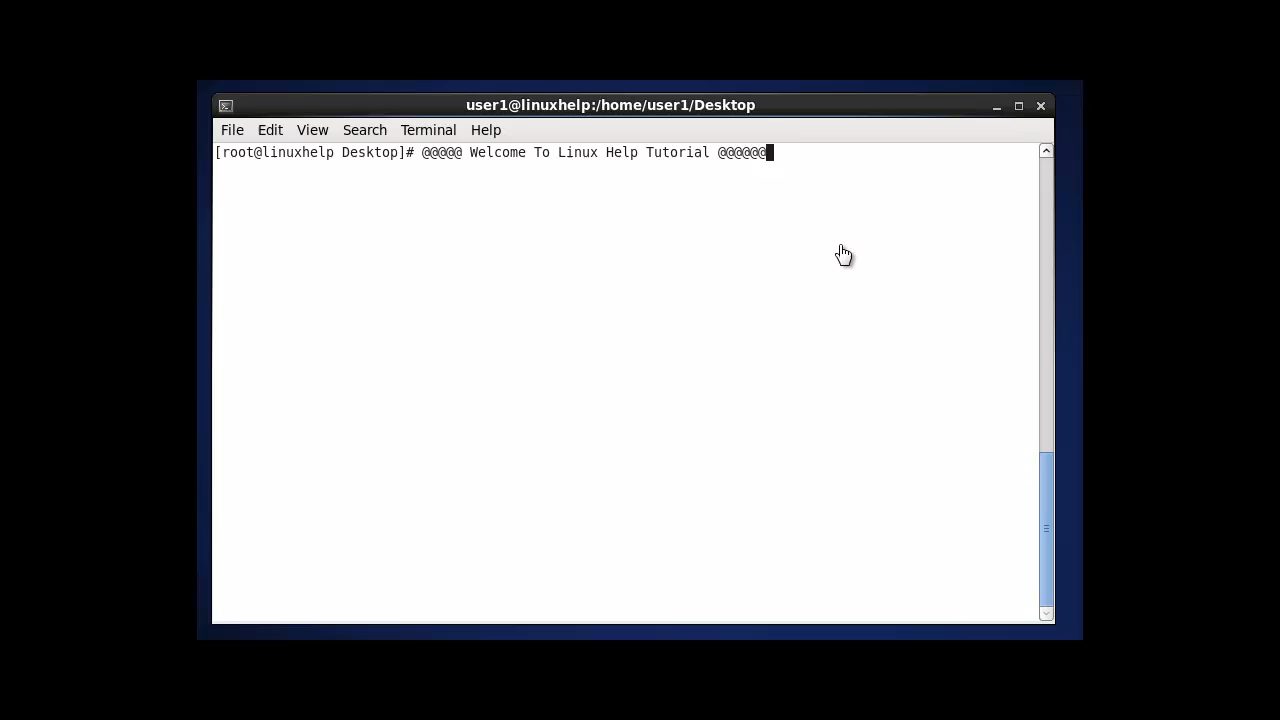 user1@linuxhelp:/home/user1/Desktop
File Edit View Search Terminal Help
[root@linuxhelp Desktop]# @@@@@ Welcome To Linux Help Tutorial @@@@@@